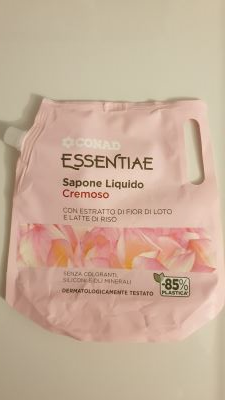 CONAD
ESSENTIAE
Sapone Liquido
Cremoso
CON ESTRATTO DI FIOR DI LOTO
E LATTE DI RISO
SENZA COLORANTI,
SILICONI E OLI MINERALI
DERMATOLOGICAMENTE TESTATO
-85%
PLASTICA*